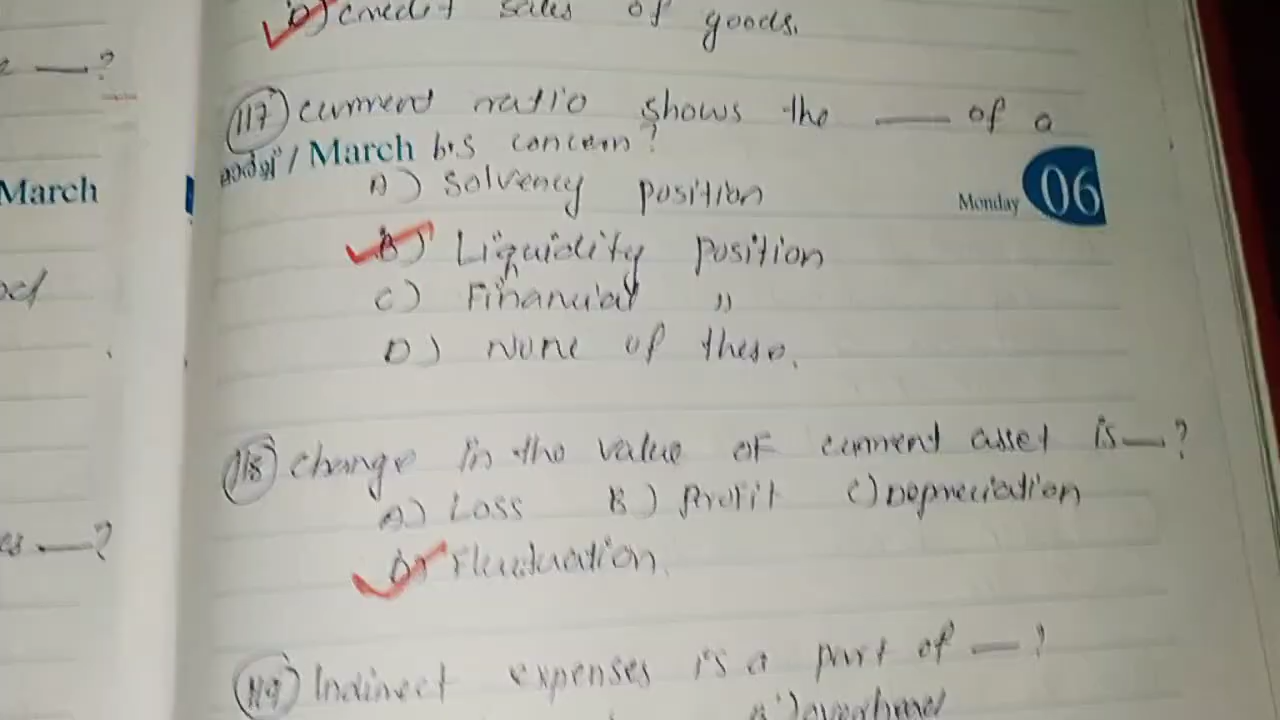 D) credit sales of goods.
— ?
(117) current ratio shows the — of a
മാർച്ച് / March bis concern?
March
A) Solvency position
Monday 06
B) Liquidity position
C) Financial "
D) None of these.
(118) change in the value of current asset is — ?
A) Loss B) Profit C) Depreciation
— ?
D) Fluctuation.
(119) Indirect expenses is a part of — ?